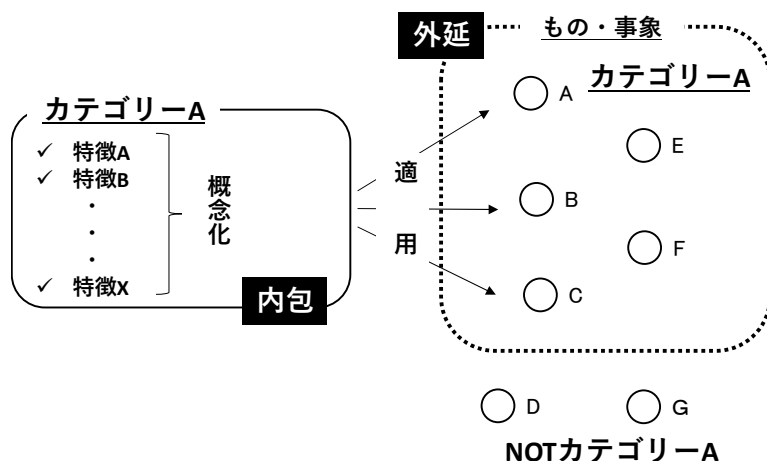 カテゴリーA
✓ 特徴A
✓ 特徴B
・
・
・
✓ 特徴X
概念化
内包
適
用
外延
もの・事象
カテゴリーA
A
E
B
F
C
D
G
NOTカテゴリーA